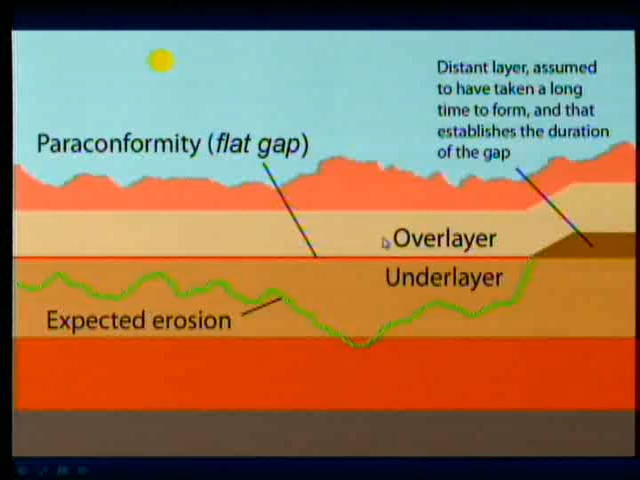 Distant layer, assumed
to have taken a long
time to form, and that
establishes the duration
of the gap
Paraconformity (flat gap)
Overlayer
Underlayer
Expected erosion